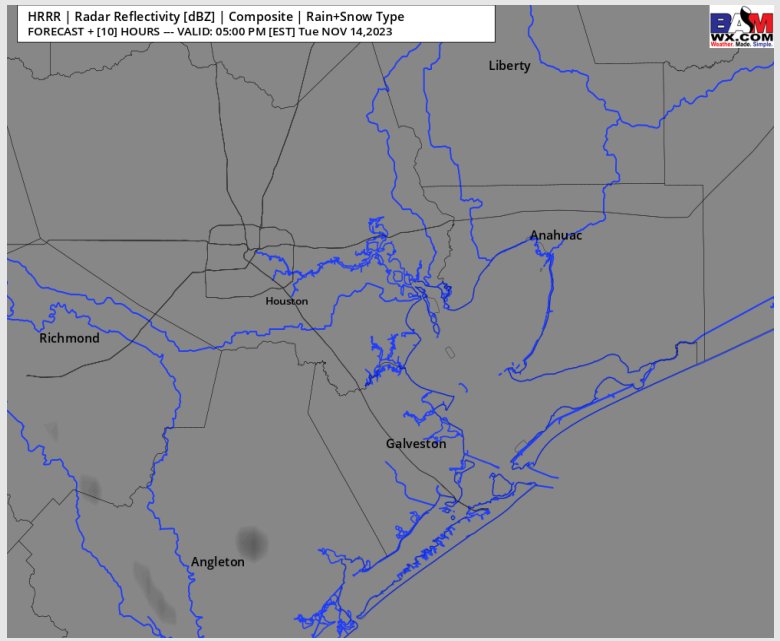 HRRR | Radar Reflectivity [dBZ] | Composite | Rain+Snow Type
FORECAST + [10] HOURS --- VALID: 05:00 PM [EST] Tue NOV 14,2023
BAM
WX.COM
Weather. Made. Simple.
Liberty
Anahuac
Houston
Richmond
Galveston
Angleton